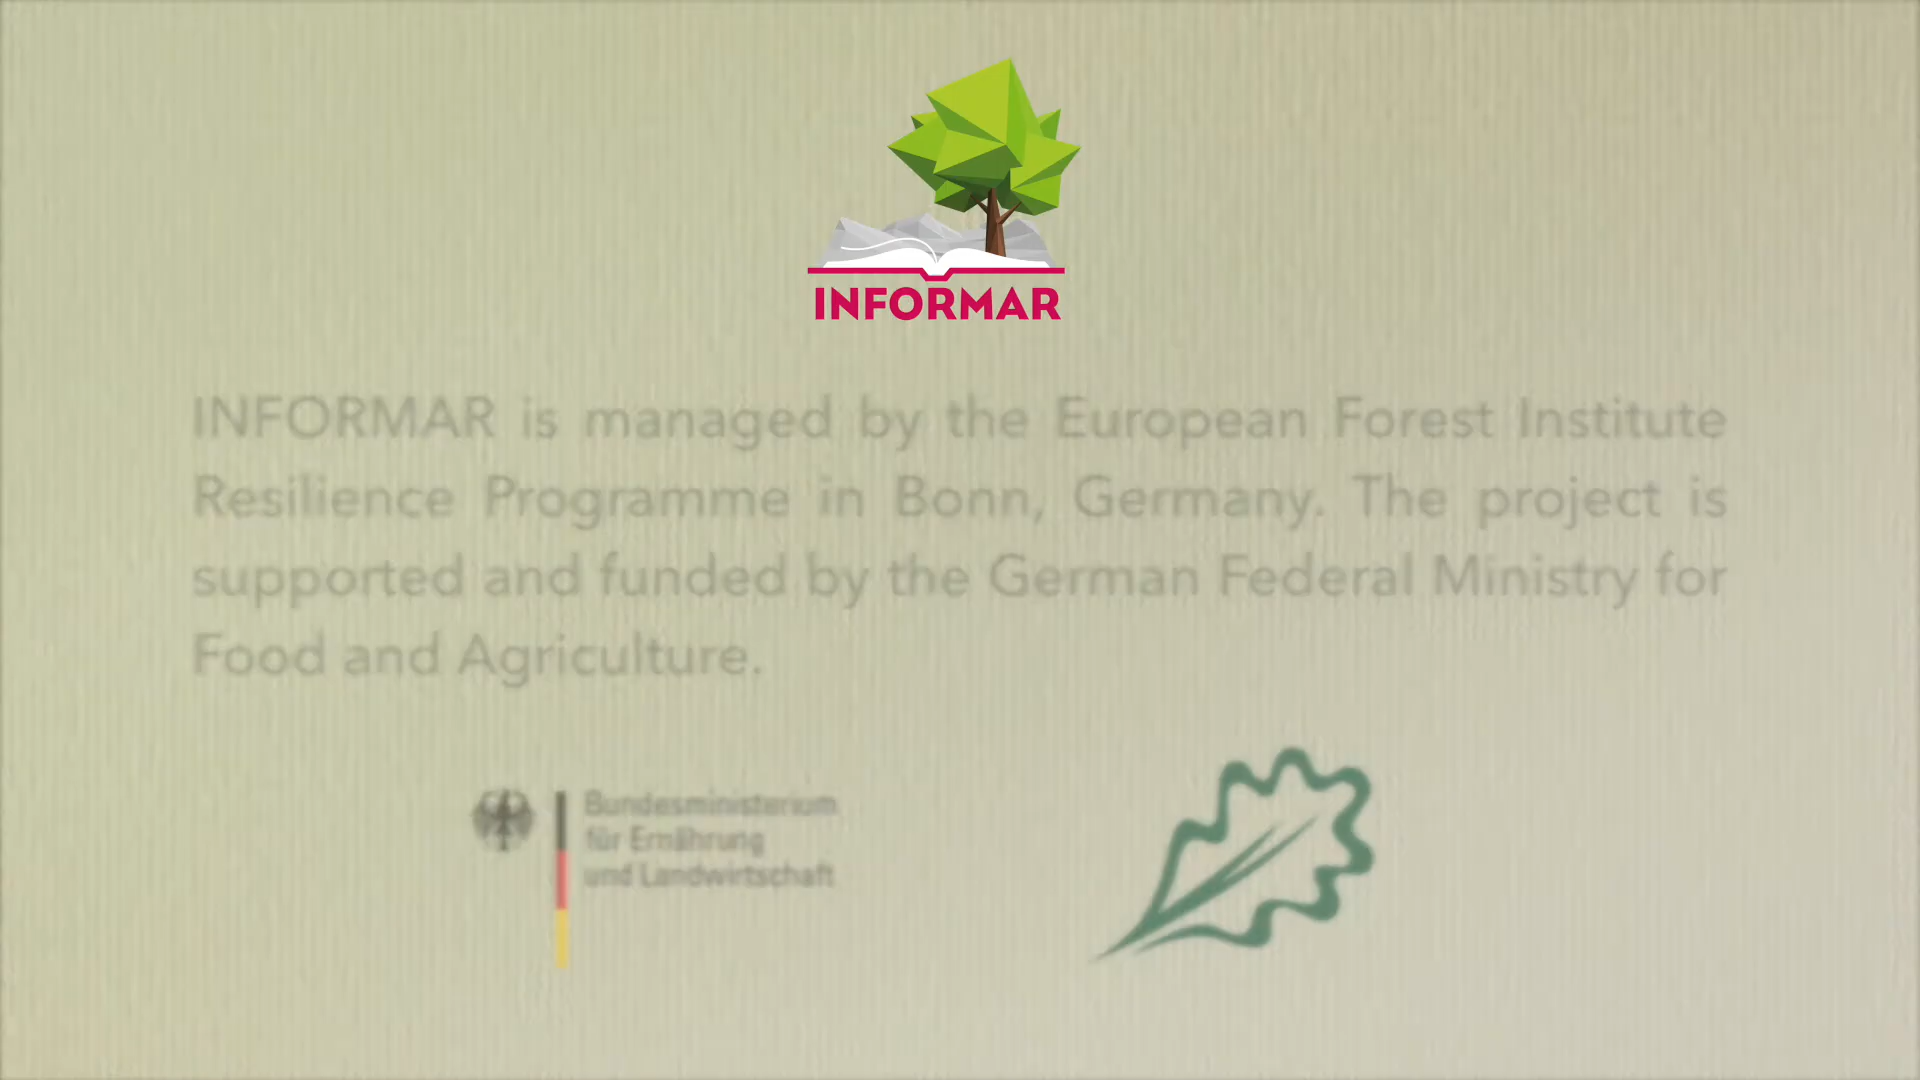 INFORMAR
INFORMAR is managed by the European Forest Institute
Resilience Programme in Bonn, Germany. The project is
supported and funded by the German Federal Ministry for
Food and Agriculture.
Bundesministerium
für Ernährung
und Landwirtschaft